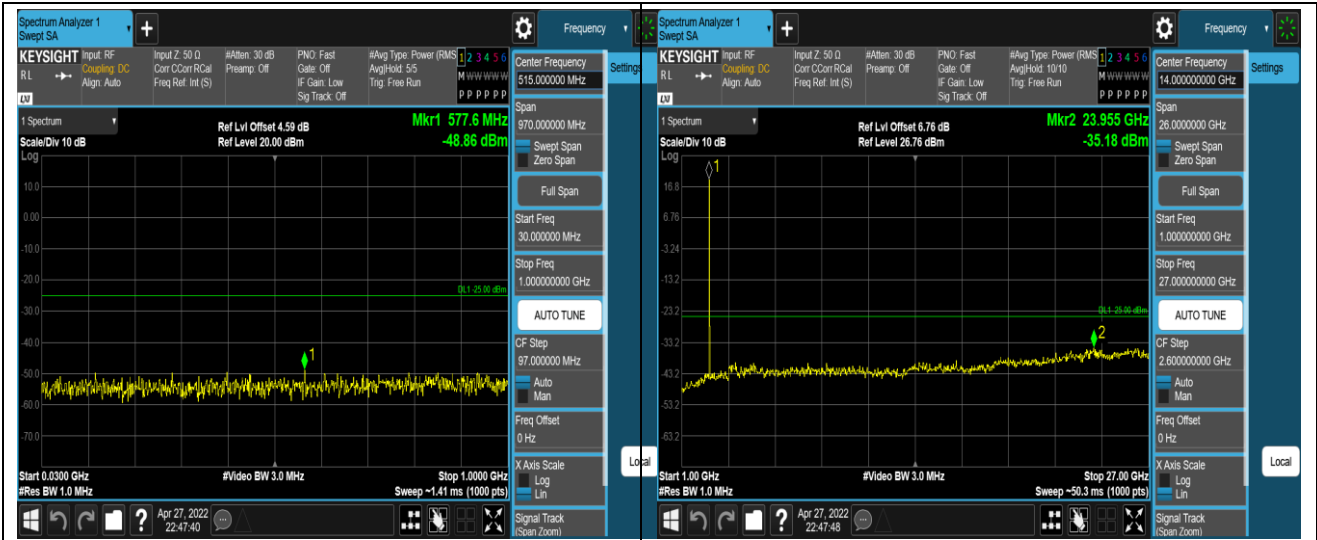 Spectrum Analyzer 1
Swept SA
+
Frequency
KEYSIGHT
RL
LXI
Input: RF
Coupling: DC
Align: Auto
Input Z: 50 Ω
Corr CCorr RCal
Freq Ref: Int (S)
#Atten: 30 dB
Preamp: Off
PNO: Fast
Gate: Off
IF Gain: Low
Sig Track: Off
#Avg Type: Power (RMS
Avg|Hold: 5/5
Trig: Free Run
1 2 3 4 5 6
M W W W W W
P P P P P P
Center Frequency
515.000000 MHz
Settings
Span
970.000000 MHz
Swept Span
Zero Span
Full Span
Start Freq
30.000000 MHz
Stop Freq
1.000000000 GHz
AUTO TUNE
CF Step
97.000000 MHz
Auto
Man
Freq Offset
0 Hz
X Axis Scale
Log
Lin
Local
Signal Track
(Span Zoom)
1 Spectrum
Scale/Div 10 dB
Log
Ref Lvl Offset 4.59 dB
Ref Level 20.00 dBm
Mkr1 577.6 MHz
-48.86 dBm
10.0
0.00
-10.0
-20.0
DL1 -25.00 dBm
-30.0
-40.0
1
-50.0
-60.0
-70.0
Start 0.0300 GHz
#Res BW 1.0 MHz
#Video BW 3.0 MHz
Stop 1.0000 GHz
Sweep ~1.41 ms (1000 pts)
?
Apr 27, 2022
22:47:40
Spectrum Analyzer 1
Swept SA
+
Frequency
KEYSIGHT
RL
LXI
Input: RF
Coupling: DC
Align: Auto
Input Z: 50 Ω
Corr CCorr RCal
Freq Ref: Int (S)
#Atten: 30 dB
Preamp: Off
PNO: Fast
Gate: Off
IF Gain: Low
Sig Track: Off
#Avg Type: Power (RMS
Avg|Hold: 10/10
Trig: Free Run
1 2 3 4 5 6
M W W W W W
P P P P P P
Center Frequency
14.000000000 GHz
Settings
Span
26.0000000 GHz
Swept Span
Zero Span
Full Span
Start Freq
1.000000000 GHz
Stop Freq
27.000000000 GHz
AUTO TUNE
CF Step
2.600000000 GHz
Auto
Man
Freq Offset
0 Hz
X Axis Scale
Log
Lin
Local
Signal Track
(Span Zoom)
1 Spectrum
Scale/Div 10 dB
Log
Ref Lvl Offset 6.76 dB
Ref Level 26.76 dBm
Mkr2 23.955 GHz
-35.18 dBm
1
16.8
6.76
-3.24
-13.2
-23.2
DL1 -25.00 dBm
2
-33.2
-43.2
-53.2
-63.2
Start 1.00 GHz
#Res BW 1.0 MHz
#Video BW 3.0 MHz
Stop 27.00 GHz
Sweep ~50.3 ms (1000 pts)
?
Apr 27, 2022
22:47:48